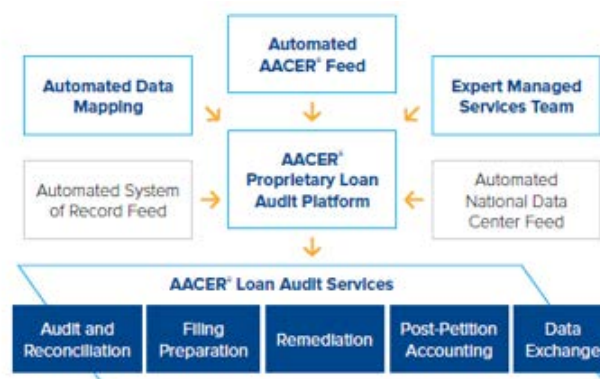 Automated
AACER® Feed
Automated Data
Mapping
Expert Managed
Services Team
AACER®
Proprietary Loan
Audit Platform
Automated System
of Record Feed
Automated
National Data
Center Feed
AACER® Loan Audit Services
Audit and
Reconciliation
Filing
Preparation
Remediation
Post-Petition
Accounting
Data
Exchange